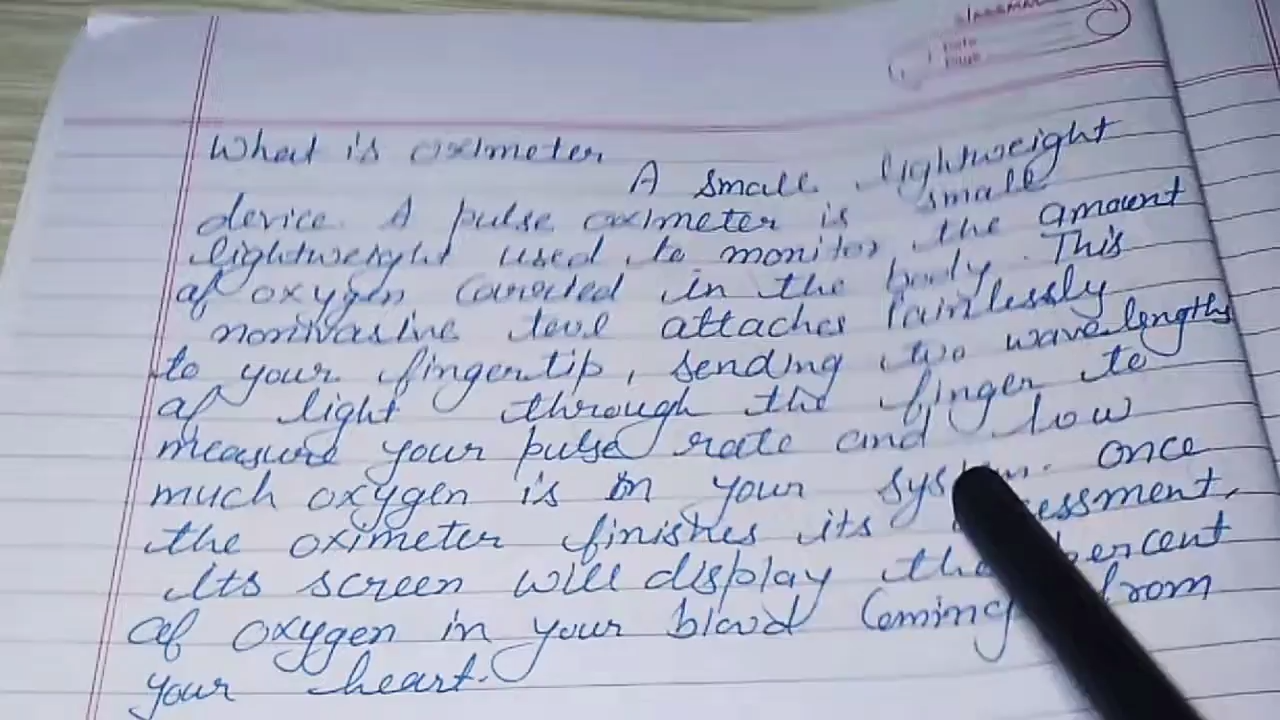 classmate
Date
Page
What is oximeter
A small lightweight
device. A pulse oximeter is small
lightweight used to monitor the amount
of oxygen carried in the body. This
noninvasive tool attaches painlessly
to your fingertip, sending two wavelengths
of light through the finger to
measure your pulse rate and how
much oxygen is in your system. once
the oximeter finishes its assessment,
its screen will display the percent
of oxygen in your blood coming from
your heart.